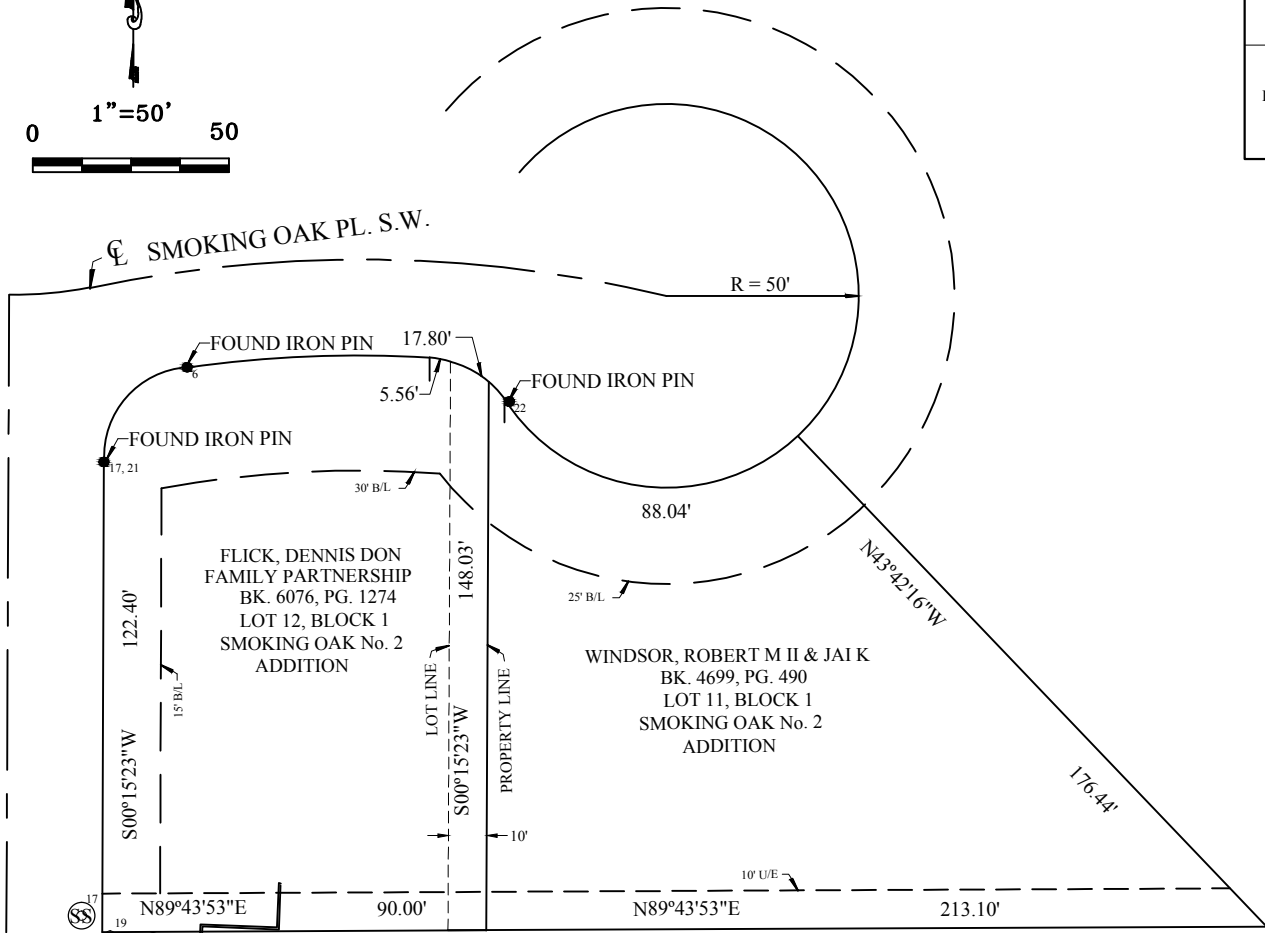 1"=50'
0
50
℄ SMOKING OAK PL. S.W.
R = 50'
FOUND IRON PIN
6
17.80'
5.56'
FOUND IRON PIN
22
FOUND IRON PIN
17, 21
30' B/L
88.04'
25' B/L
N43°42'16"W
176.44'
FLICK, DENNIS DON
FAMILY PARTNERSHIP
BK. 6076, PG. 1274
LOT 12, BLOCK 1
SMOKING OAK No. 2
ADDITION
122.40'
S00°15'23"W
15' B/L
148.03'
S00°15'23"W
LOT LINE
PROPERTY LINE
10'
WINDSOR, ROBERT M II & JAI K
BK. 4699, PG. 490
LOT 11, BLOCK 1
SMOKING OAK No. 2
ADDITION
10' U/E
17
SS
19
N89°43'53"E
90.00'
N89°43'53"E
213.10'